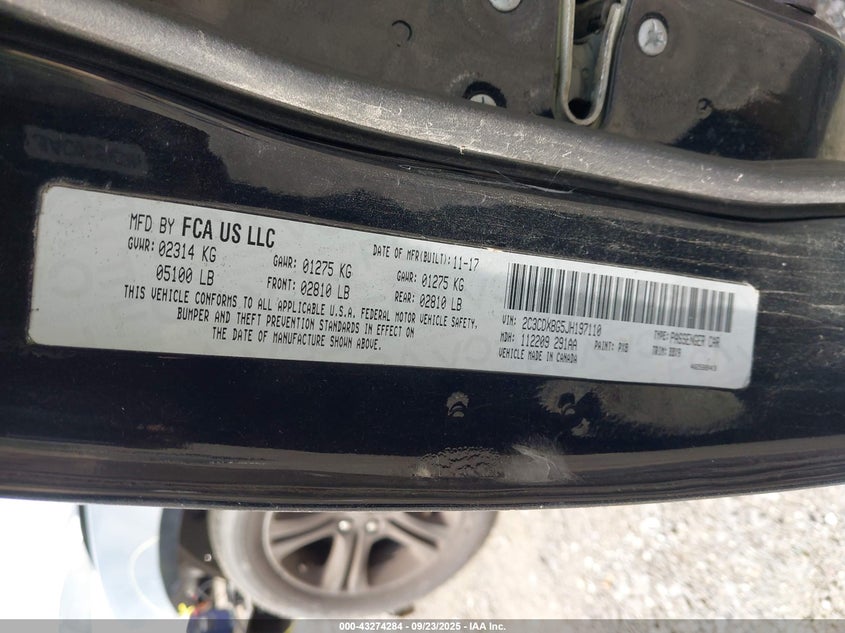 MFD BY FCA US LLC
DATE OF MFR(BUILT):11-17
GVWR: 02314 KG
GAWR: 01275 KG
GAWR: 01275 KG
05100 LB
FRONT: 02810 LB
REAR: 02810 LB
THIS VEHICLE CONFORMS TO ALL APPLICABLE U.S.A. FEDERAL MOTOR VEHICLE SAFETY,
BUMPER AND THEFT PREVENTION STANDARDS IN EFFECT ON
THE DATE OF MANUFACTURE SHOWN ABOVE.
VIN: 2C3CDXBG5JH197110
TYPE: PASSENGER CAR
MDH: 112209 291AA
PAINT: PX8
TRIM: E8X9
VEHICLE MADE IN CANADA
000-43274284 - 09/23/2025 - IAA Inc.